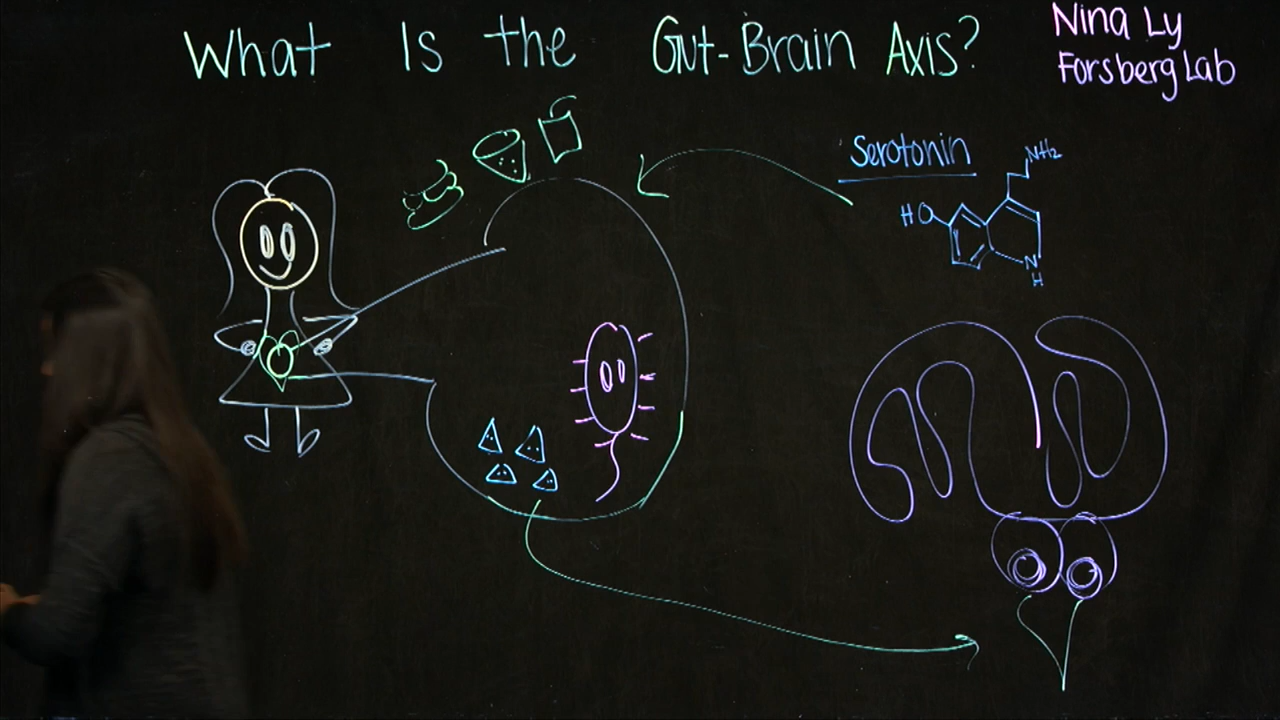 What Is the Gut-Brain Axis?
Nina Ly
Forsberg Lab
Serotonin
NH2
HO
N
H